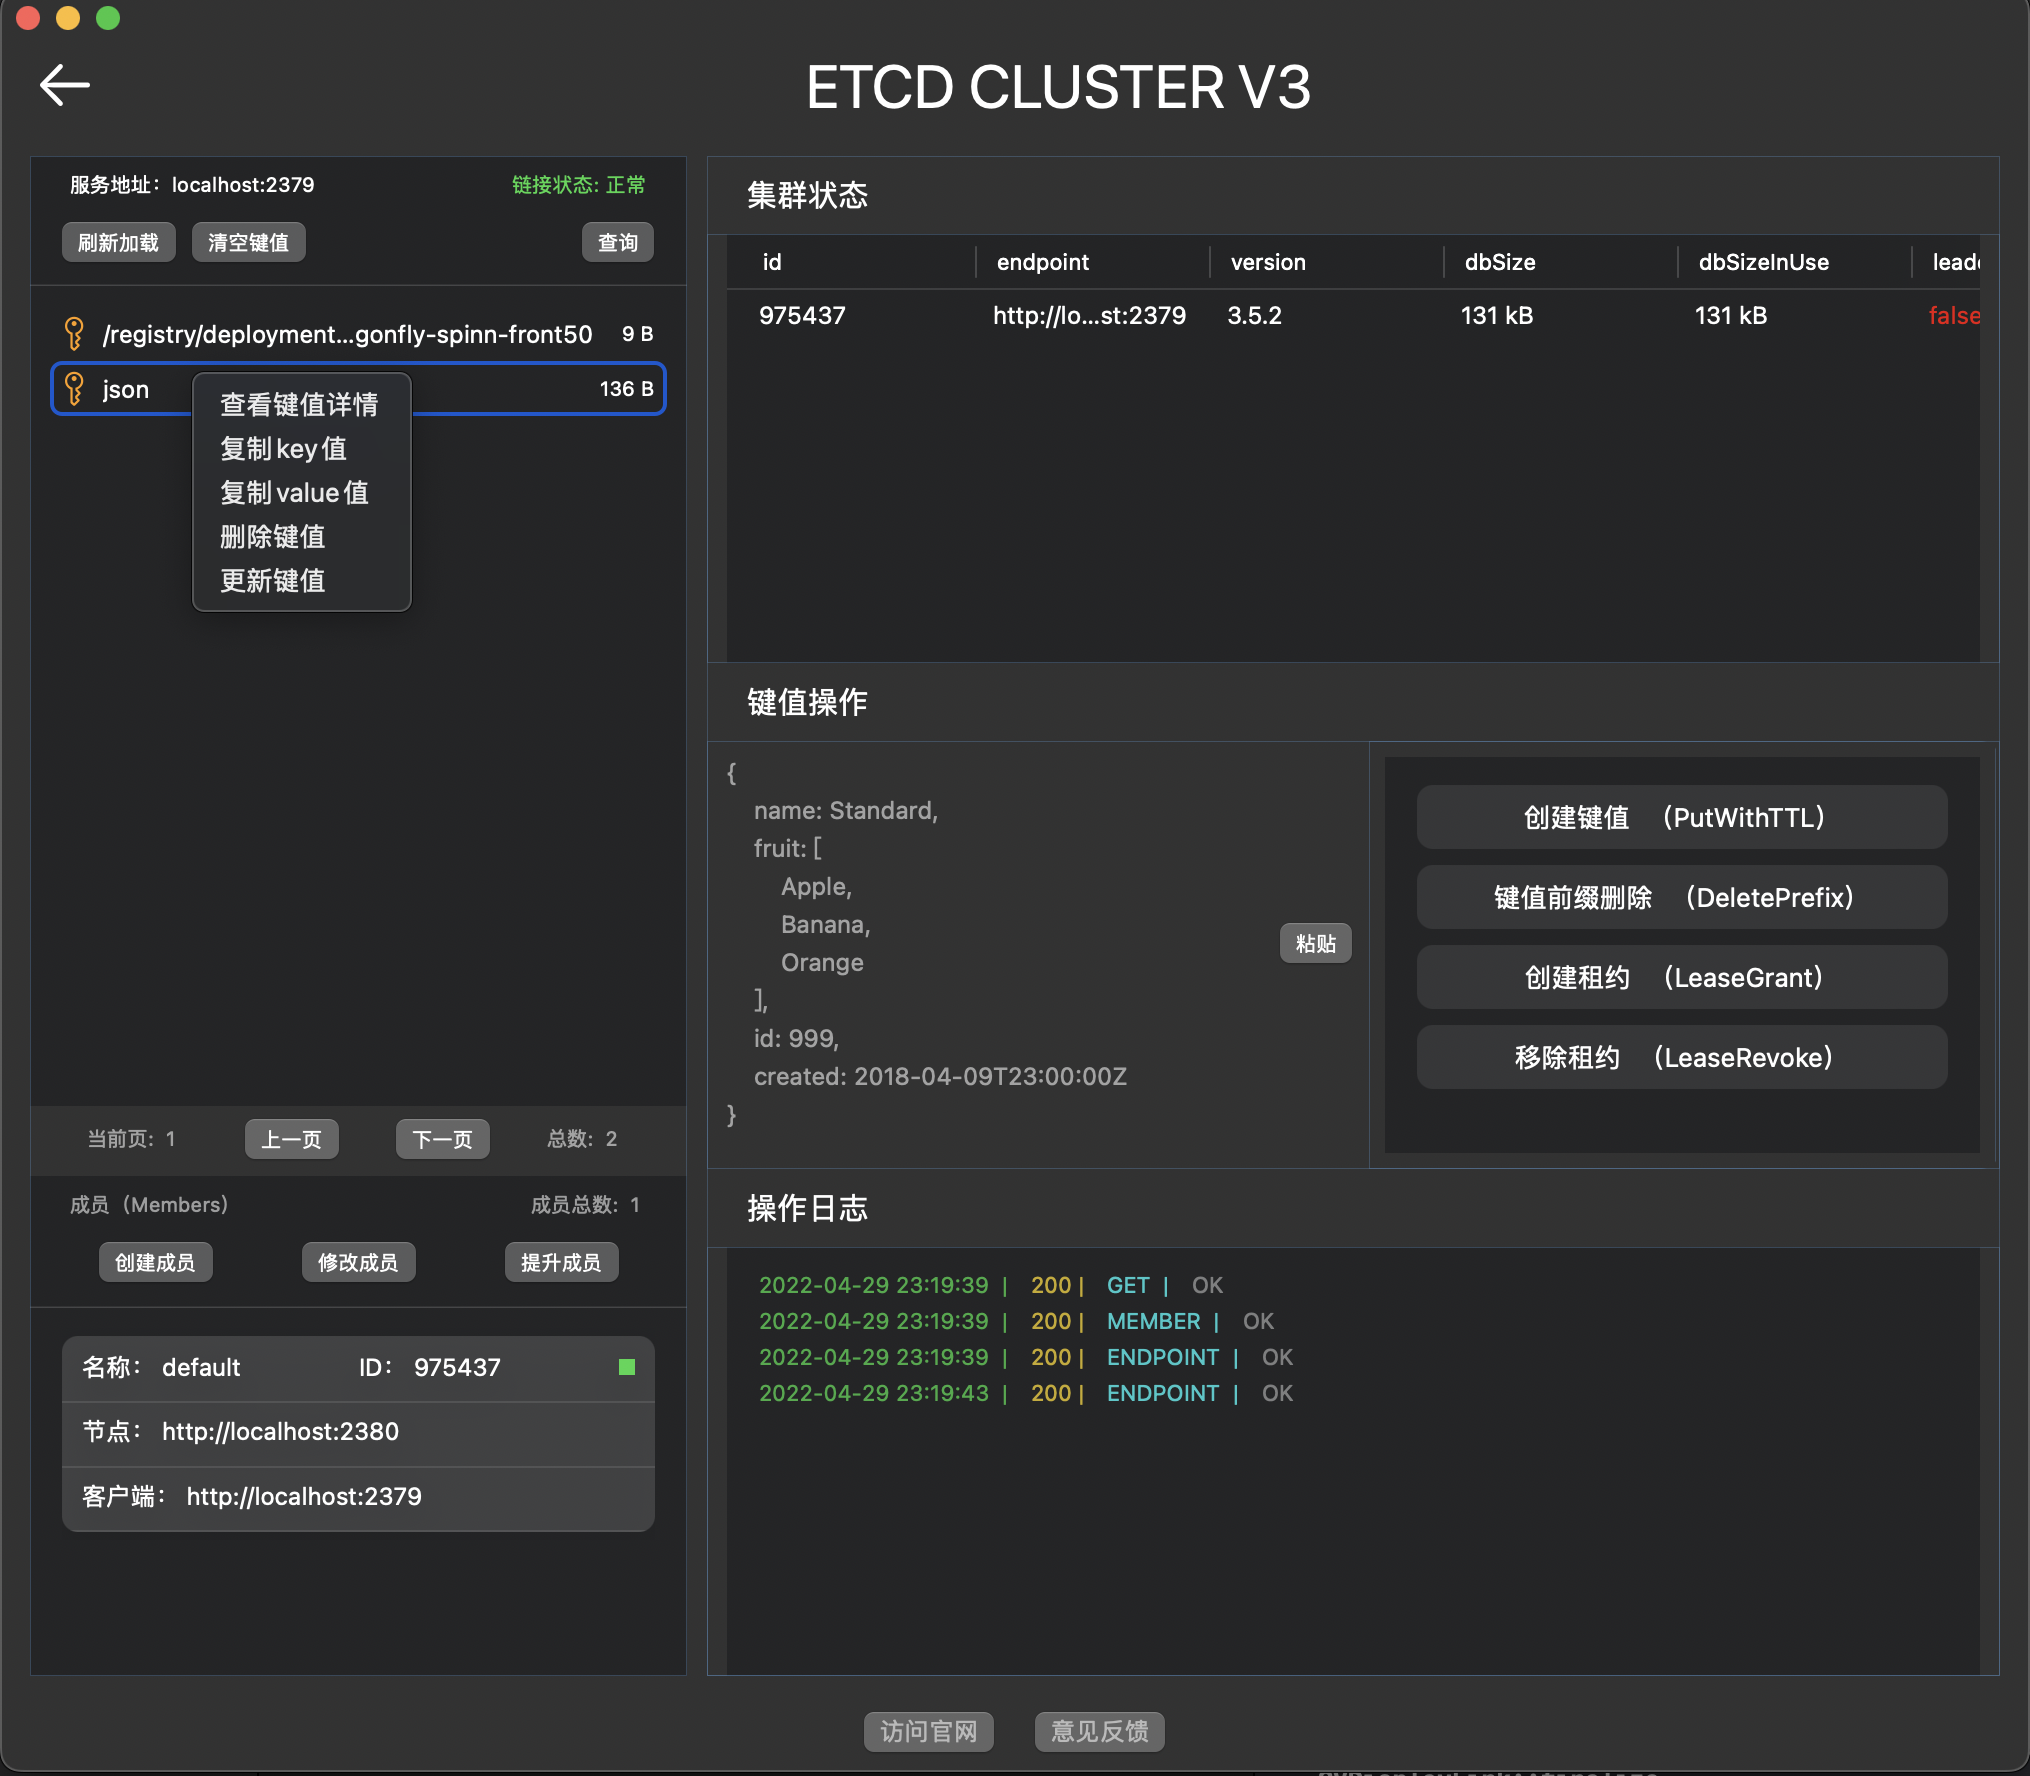 ETCD CLUSTER V3
服务地址：localhost:2379 链接状态: 正常
刷新加载 清空键值 查询
/registry/deployment...gonfly-spinn-front50 9 B
json 136 B
查看键值详情
复制key值
复制value值
删除键值
更新键值
当前页: 1 上一页 下一页 总数: 2
成员（Members） 成员总数: 1
创建成员 修改成员 提升成员
名称： default ID： 975437
节点： http://localhost:2380
客户端： http://localhost:2379
集群状态
id endpoint version dbSize dbSizeInUse
975437 http://lo...st:2379 3.5.2 131 kB 131 kB false
键值操作
{
name: Standard,
fruit: [
Apple,
Banana,
Orange
],
id: 999,
created: 2018-04-09T23:00:00Z
}
粘贴
创建键值 （PutWithTTL）
键值前缀删除 （DeletePrefix）
创建租约 （LeaseGrant）
移除租约 （LeaseRevoke）
操作日志
2022-04-29 23:19:39 | 200 | GET | OK
2022-04-29 23:19:39 | 200 | MEMBER | OK
2022-04-29 23:19:39 | 200 | ENDPOINT | OK
2022-04-29 23:19:43 | 200 | ENDPOINT | OK
访问官网 意见反馈